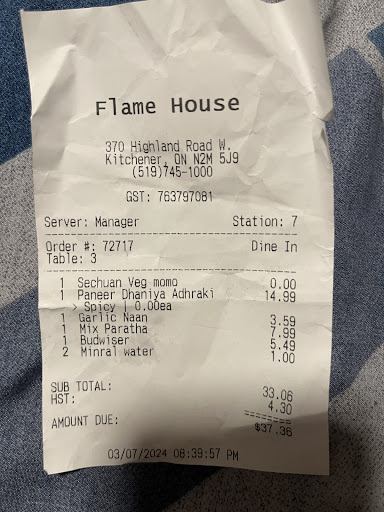 Flame House
370 Highland Road W.
Kitchener, ON N2M 5J9
(519)745-1000
GST: 763797081
Server: Manager Station: 7
Order #: 72717 Dine In
Table: 3
1 Sechuan Veg momo 0.00
1 Paneer Dhaniya Adhraki 14.99
> Spicy | 0.00ea
1 Garlic Naan 3.59
1 Mix Paratha 7.99
1 Budwiser 5.49
2 Minral water 1.00
SUB TOTAL: 33.06
HST: 4.30
=======
AMOUNT DUE: $37.36
03/07/2024 08:39:57 PM